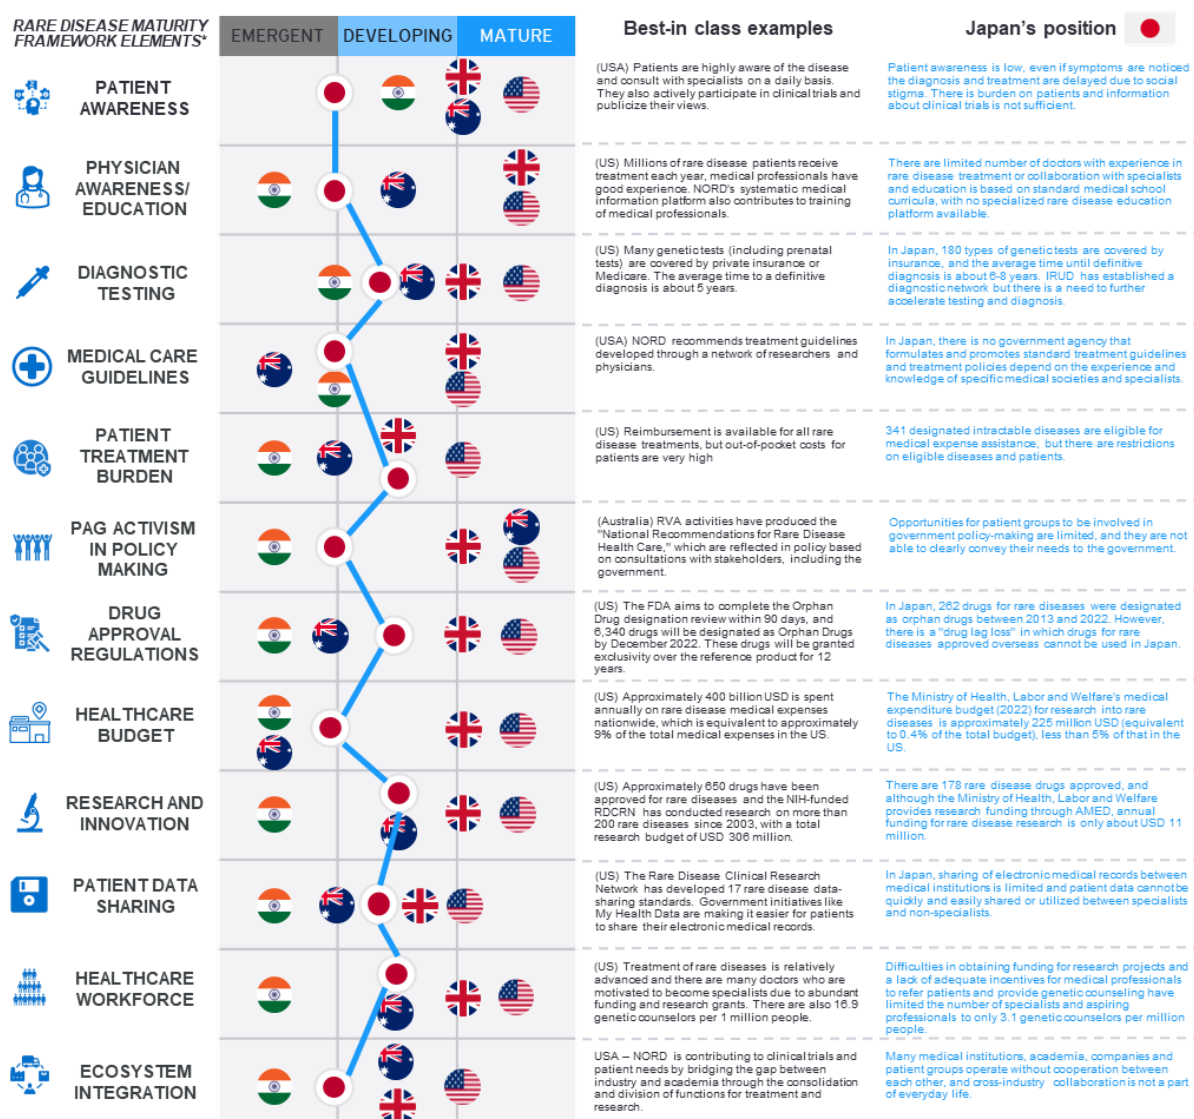 RARE DISEASE MATURITY
FRAMEWORK ELEMENTS*
EMERGENT
DEVELOPING
MATURE
Best-in class examples
Japan's position
PATIENT
AWARENESS
(USA) Patients are highly aware of the disease
and consult with specialists on a daily basis.
They also actively participate in clinical trials and
publicize their views.
Patient awareness is low, even if symptoms are noticed
the diagnosis and treatment are delayed due to social
stigma. There is burden on patients and information
about clinical trials is not sufficient.
PHYSICIAN
AWARENESS/
EDUCATION
(US) Millions of rare disease patients receive
treatment each year, medical professionals have
good experience. NORD's systematic medical
information platform also contributes to training
of medical professionals.
There are limited number of doctors with experience in
rare disease treatment or collaboration with specialists
and education is based on standard medical school
curricula, with no specialized rare disease education
platform available.
DIAGNOSTIC
TESTING
(US) Many genetic tests (including prenatal
tests) are covered by private insurance or
Medicare. The average time to a definitive
diagnosis is about 5 years.
In Japan, 180 types of genetic tests are covered by
insurance, and the average time until definitive
diagnosis is about 6-8 years. IRUD has established a
diagnostic network but there is a need to further
accelerate testing and diagnosis.
MEDICAL CARE
GUIDELINES
(USA) NORD recommends treatment guidelines
developed through a network of researchers and
physicians.
In Japan, there is no government agency that
formulates and promotes standard treatment guidelines
and treatment policies depend on the experience and
knowledge of specific medical societies and specialists.
PATIENT
TREATMENT
BURDEN
(US) Reimbursement is available for all rare
disease treatments, but out-of-pocket costs for
patients are very high
341 designated intractable diseases are eligible for
medical expense assistance, but there are restrictions
on eligible diseases and patients.
PAG ACTIVISM
IN POLICY
MAKING
(Australia) RVA activities have produced the
"National Recommendations for Rare Disease
Health Care," which are reflected in policy based
on consultations with stakeholders, including the
government.
Opportunities for patient groups to be involved in
government policy-making are limited, and they are not
able to clearly convey their needs to the government.
DRUG
APPROVAL
REGULATIONS
(US) The FDA aims to complete the Orphan
Drug designation review within 90 days, and
6,340 drugs will be designated as Orphan Drugs
by December 2022. These drugs will be granted
exclusivity over the reference product for 12
years.
In Japan, 262 drugs for rare diseases were designated
as orphan drugs between 2013 and 2022. However,
there is a "drug lag loss" in which drugs for rare
diseases approved overseas cannot be used in Japan.
HEALTHCARE
BUDGET
(US) Approximately 400 billion USD is spent
annually on rare disease medical expenses
nationwide, which is equivalent to approximately
9% of the total medical expenses in the US.
The Ministry of Health, Labor and Welfare's medical
expenditure budget (2022) for research into rare
diseases is approximately 225 million USD (equivalent
to 0.4% of the total budget), less than 5% of that in the
US.
RESEARCH AND
INNOVATION
(US) Approximately 650 drugs have been
approved for rare diseases and the NIH-funded
RDCRN has conducted research on more than
200 rare diseases since 2003, with a total
research budget of USD 306 million.
There are 178 rare disease drugs approved, and
although the Ministry of Health, Labor and Welfare
provides research funding through AMED, annual
funding for rare disease research is only about USD 11
million.
PATIENT DATA
SHARING
(US) The Rare Disease Clinical Research
Network has developed 17 rare disease data-
sharing standards. Government initiatives like
My Health Data are making it easier for patients
to share their electronic medical records.
In Japan, sharing of electronic medical records between
medical institutions is limited and patient data cannot be
quickly and easily shared or utilized between specialists
and non-specialists.
HEALTHCARE
WORKFORCE
(US) Treatment of rare diseases is relatively
advanced and there are many doctors who are
motivated to become specialists due to abundant
funding and research grants. There are also 16.9
genetic counselors per 1 million people.
Difficulties in obtaining funding for research projects and
a lack of adequate incentives for medical professionals
to refer patients and provide genetic counseling have
limited the number of specialists and aspiring
professionals to only 3.1 genetic counselors per million
people.
ECOSYSTEM
INTEGRATION
USA – NORD is contributing to clinical trials and
patient needs by bridging the gap between
industry and academia through the consolidation
and division of functions for treatment and
research.
Many medical institutions, academia, companies and
patient groups operate without cooperation between
each other, and cross-industry collaboration is not a part
of everyday life.